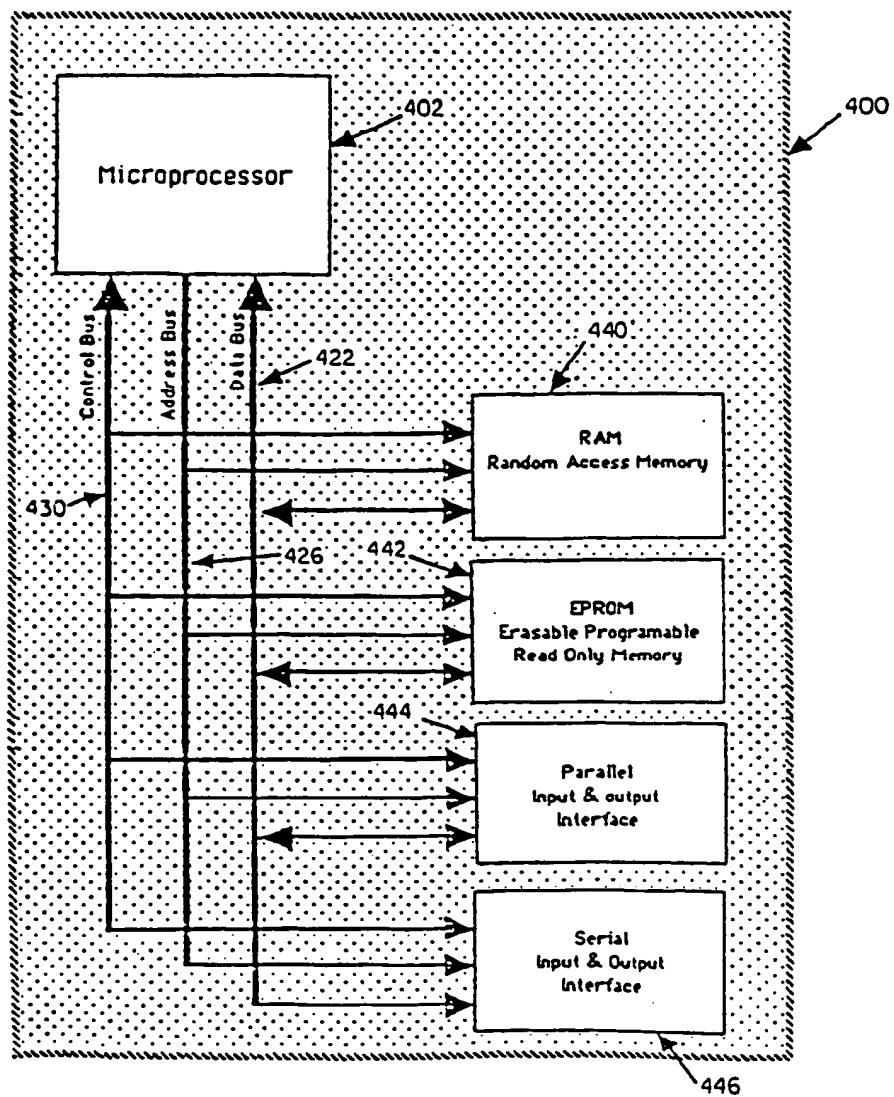 402
400
Microprocessor
Control Bus
Address Bus
Data Bus
422
440
RAM
Random Access Memory
430
426
442
EPROM
Erasable Programable
Read Only Memory
444
Parallel
Input & output
Interface
Serial
Input & Output
Interface
446